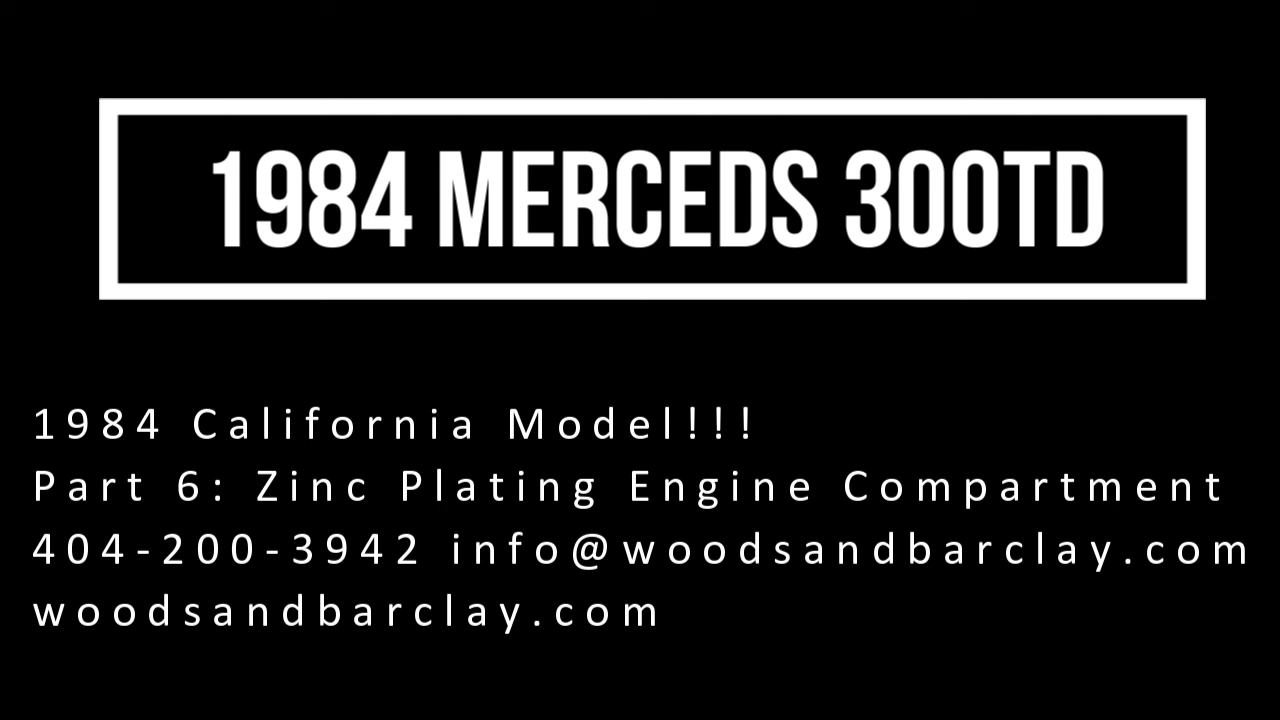 1984 MERCEDS 300TD
1984 California Model!!!
Part 6: Zinc Plating Engine Compartment
404-200-3942 info@woodsandbarclay.com
woodsandbarclay.com